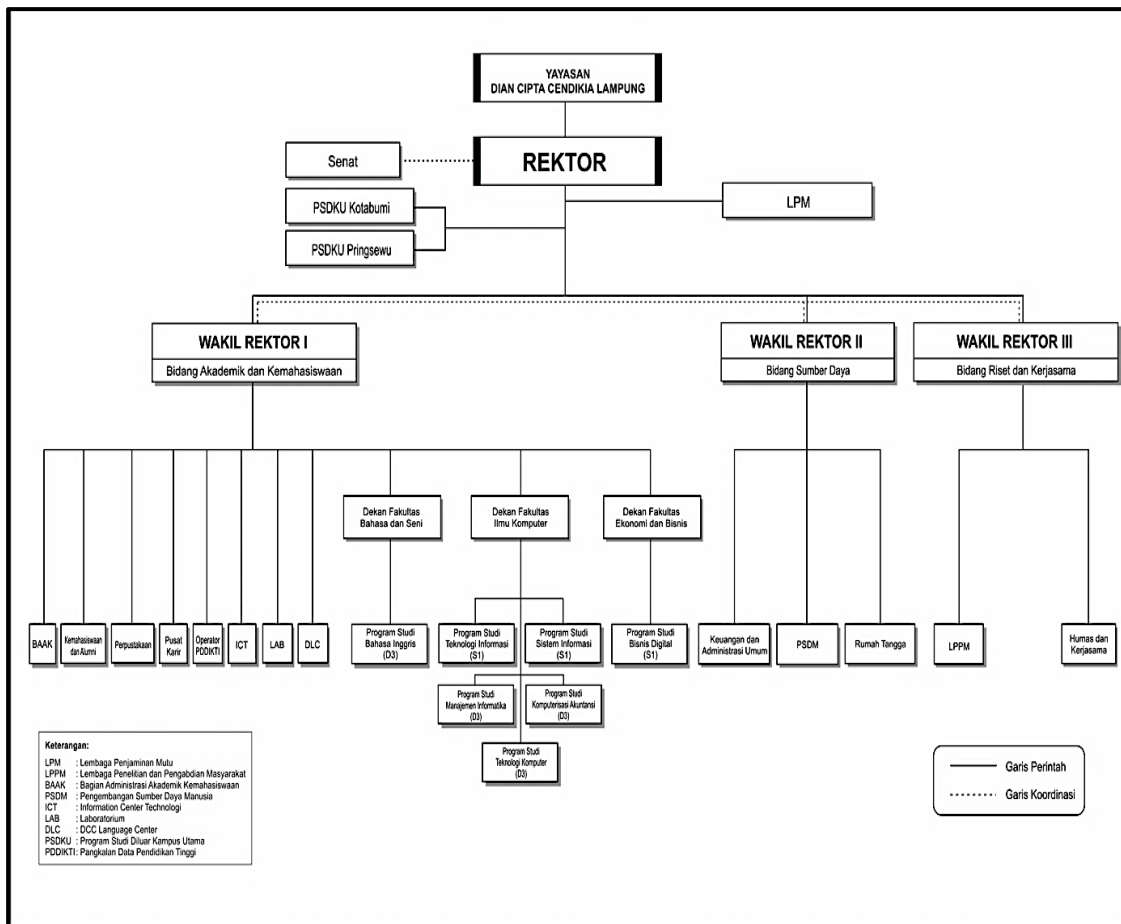 YAYASAN
DIAN CIPTA CENDIKIA LAMPUNG
REKTOR
Senat
PSDKU Kotabumi
PSDKU Pringsewu
LPM
WAKIL REKTOR I
Bidang Akademik dan Kemahasiswaan
WAKIL REKTOR II
Bidang Sumber Daya
WAKIL REKTOR III
Bidang Riset dan Kerjasama
Dekan Fakultas
Bahasa dan Seni
Dekan Fakultas
Ilmu Komputer
Dekan Fakultas
Ekonomi dan Bisnis
BAAK
Kemahasiswaan
dan Alumni
Perpustakaan
Pusat
Karir
Operator
PDDIKTI
ICT
LAB
DLC
Program Studi
Bahasa Inggris
(D3)
Program Studi
Teknologi Informasi
(S1)
Program Studi
Sistem Informasi
(S1)
Program Studi
Bisnis Digital
(S1)
Keuangan dan
Administrasi Umum
PSDM
Rumah Tangga
LPPM
Humas dan
Kerjasama
Program Studi
Manajemen Informatika
(D3)
Program Studi
Komputerisasi Akuntansi
(D3)
Program Studi
Teknologi Komputer
(D3)
Keterangan:
LPM : Lembaga Penjaminan Mutu
LPPM : Lembaga Penelitian dan Pengabdian Masyarakat
BAAK : Bagian Administrasi Akademik Kemahasiswaan
PSDM : Pengembangan Sumber Daya Manusia
ICT : Information Center Technologi
LAB : Laboratorium
DLC : DCC Language Center
PSDKU : Program Studi Diluar Kampus Utama
PDDIKTI : Pangkalan Data Pendidikan Tinggi
Garis Perintah
Garis Koordinasi